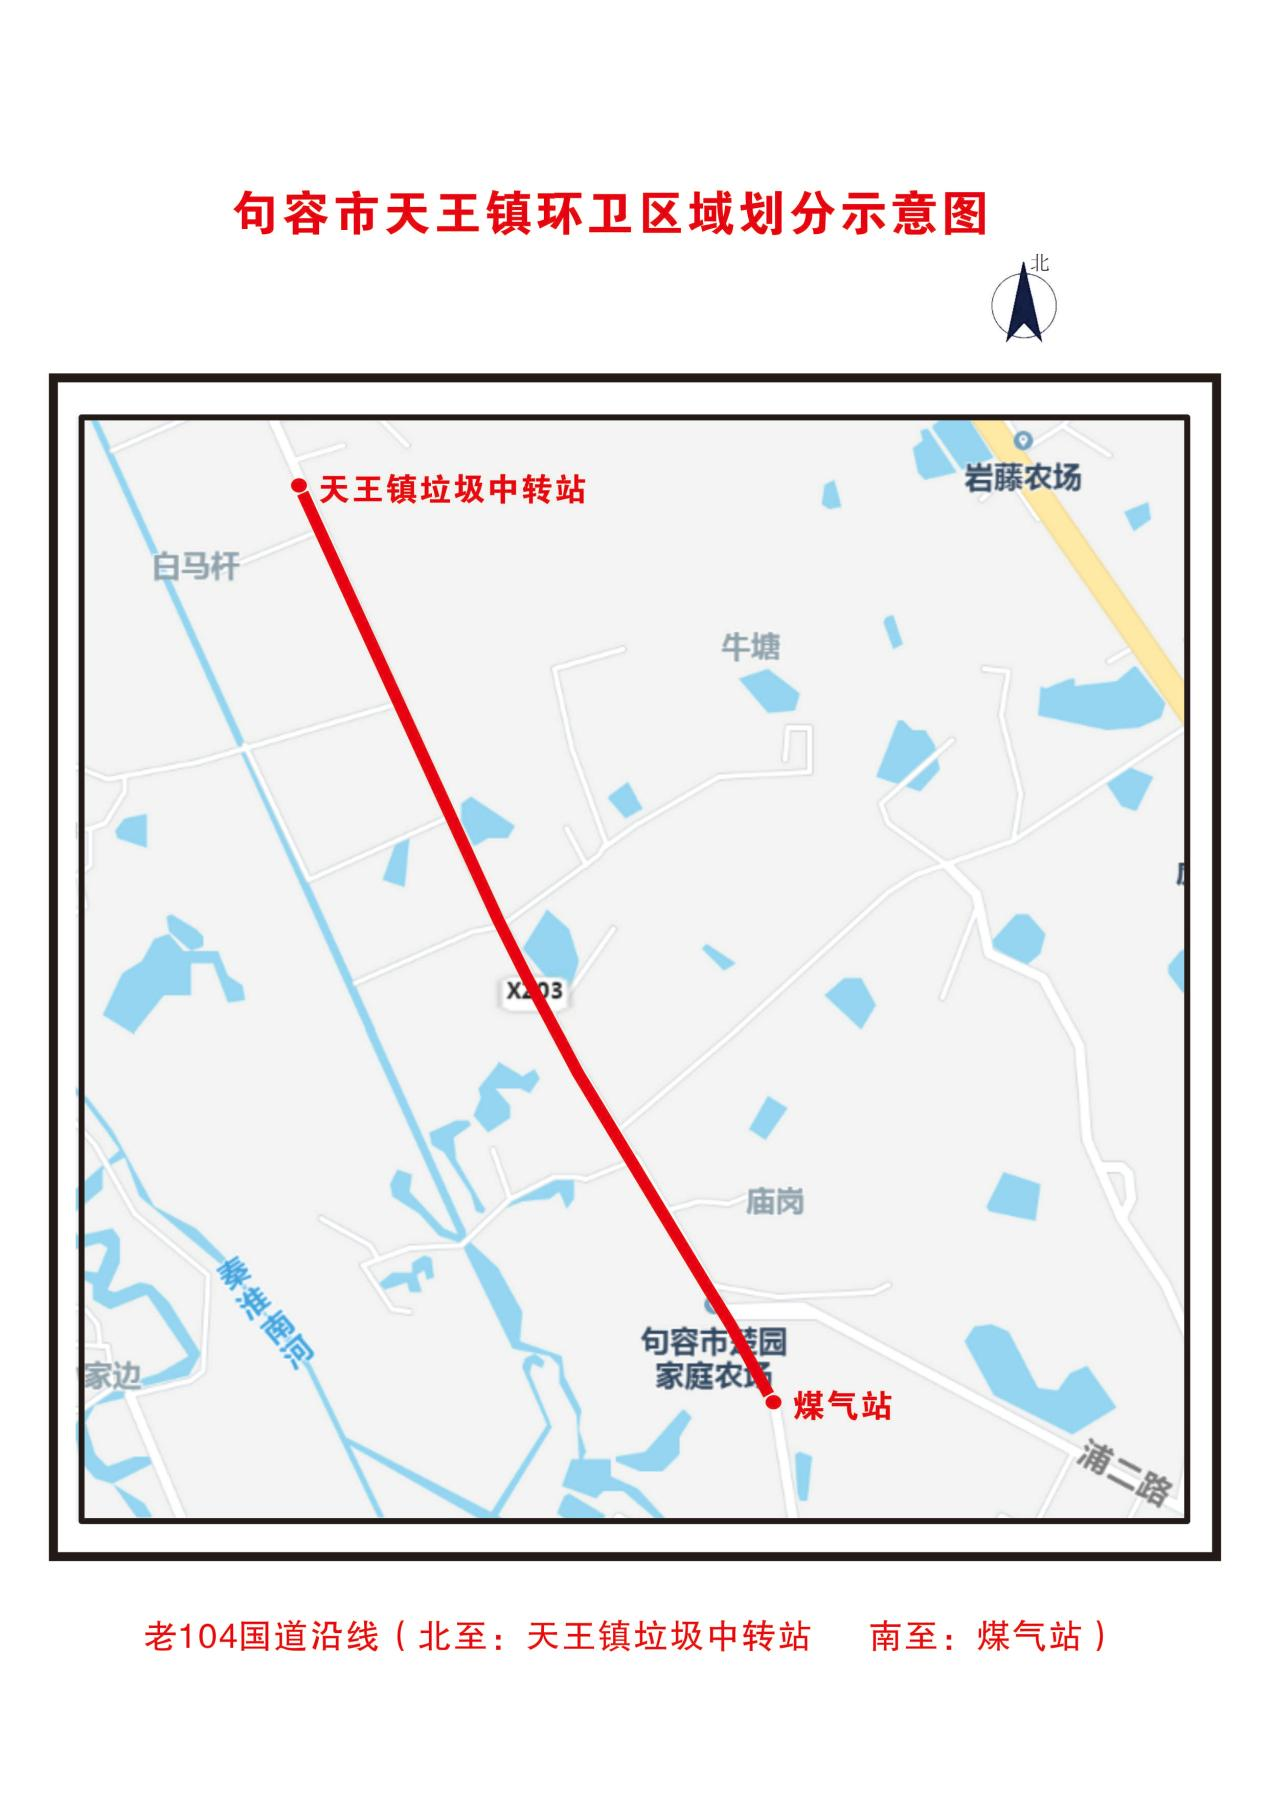 句容市天王镇环卫区域划分示意图
北
岩藤农场
天王镇垃圾中转站
白马杆
牛塘
X203
庙岗
秦淮南河
句容市楚园
家庭农场
家边
煤气站
浦二路
老104国道沿线（北至：天王镇垃圾中转站 南至：煤气站）